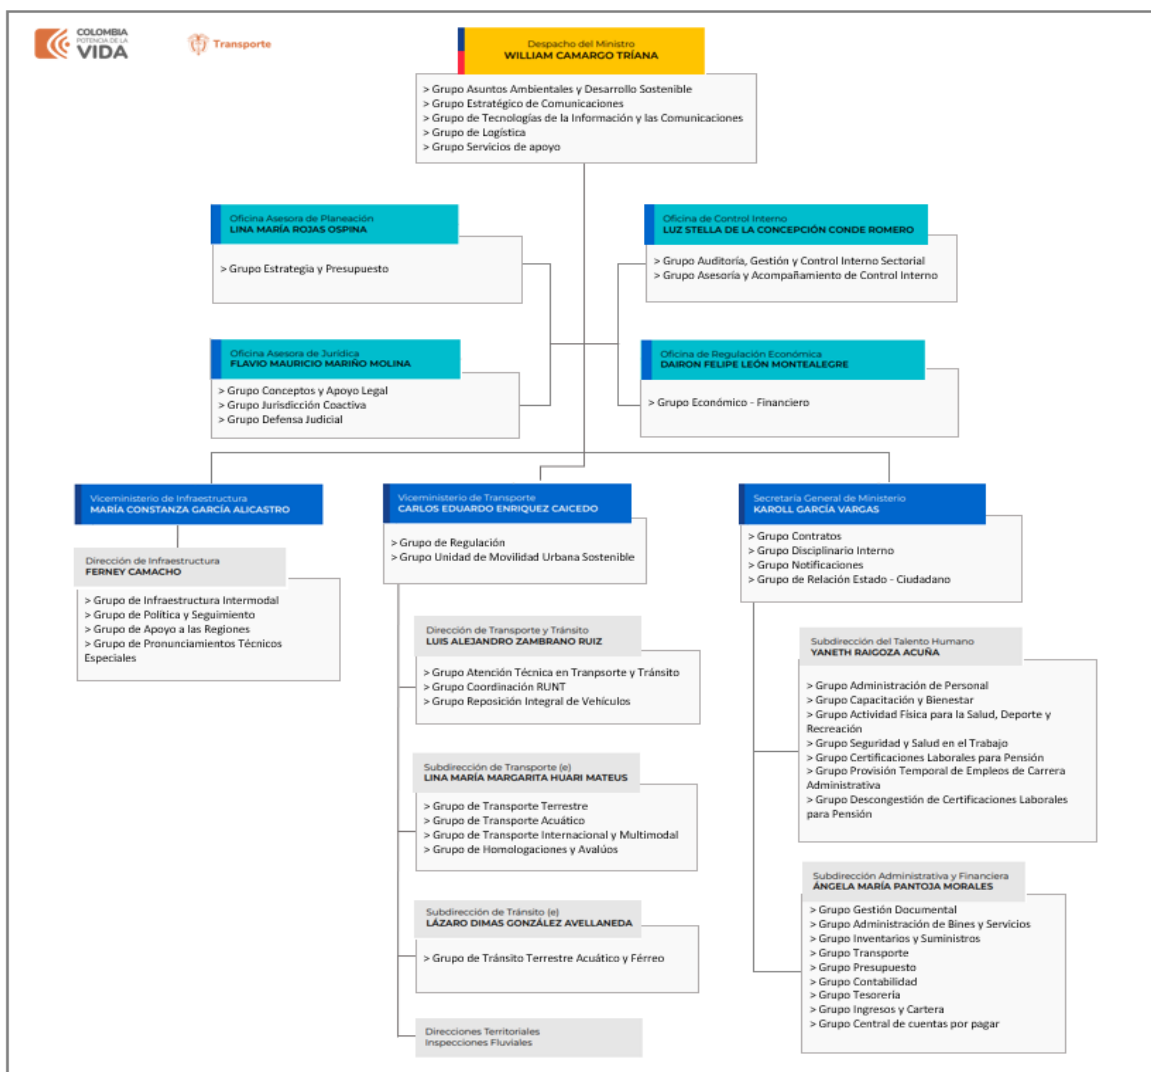 COLOMBIA
POTENCIA DE LA
VIDA
Transporte
Despacho del Ministro
WILLIAM CAMARGO TRÍANA
> Grupo Asuntos Ambientales y Desarrollo Sostenible
> Grupo Estratégico de Comunicaciones
> Grupo de Tecnologías de la Información y las Comunicaciones
> Grupo de Logística
> Grupo Servicios de apoyo
Oficina Asesora de Planeación
LINA MARÍA ROJAS OSPINA
> Grupo Estrategia y Presupuesto
Oficina de Control Interno
LUZ STELLA DE LA CONCEPCIÓN CONDE ROMERO
> Grupo Auditoría, Gestión y Control Interno Sectorial
> Grupo Asesoría y Acompañamiento de Control Interno
Oficina Asesora de Jurídica
FLAVIO MAURICIO MARIÑO MOLINA
> Grupo Conceptos y Apoyo Legal
> Grupo Jurisdicción Coactiva
> Grupo Defensa Judicial
Oficina de Regulación Económica
DAIRON FELIPE LEÓN MONTEALEGRE
> Grupo Económico - Financiero
Viceministerio de Infraestructura
MARÍA CONSTANZA GARCÍA ALICASTRO
Dirección de Infraestructura
FERNEY CAMACHO
> Grupo de Infraestructura Intermodal
> Grupo de Política y Seguimiento
> Grupo de Apoyo a las Regiones
> Grupo de Pronunciamientos Técnicos
Especiales
Viceministerio de Transporte
CARLOS EDUARDO ENRIQUEZ CAICEDO
> Grupo de Regulación
> Grupo Unidad de Movilidad Urbana Sostenible
Dirección de Transporte y Tránsito
LUIS ALEJANDRO ZAMBRANO RUIZ
> Grupo Atención Técnica en Tranpsorte y Tránsito
> Grupo Coordinación RUNT
> Grupo Reposición Integral de Vehículos
Subdirección de Transporte (e)
LINA MARÍA MARGARITA HUARI MATEUS
> Grupo de Transporte Terrestre
> Grupo de Transporte Acuático
> Grupo de Transporte Internacional y Multimodal
> Grupo de Homologaciones y Avalúos
Subdirección de Tránsito (e)
LÁZARO DIMAS GONZÁLEZ AVELLANEDA
> Grupo de Tránsito Terrestre Acuático y Férreo
Direcciones Territoriales
Inspecciones Fluviales
Secretaría General de Ministerio
KAROLL GARCÍA VARGAS
> Grupo Contratos
> Grupo Disciplinario Interno
> Grupo Notificaciones
> Grupo de Relación Estado - Ciudadano
Subdirección del Talento Humano
YANETH RAIGOZA ACUÑA
> Grupo Administración de Personal
> Grupo Capacitación y Bienestar
> Grupo Actividad Física para la Salud, Deporte y
Recreación
> Grupo Seguridad y Salud en el Trabajo
> Grupo Certificaciones Laborales para Pensión
> Grupo Provisión Temporal de Empleos de Carrera
Administrativa
> Grupo Descongestión de Certificaciones Laborales
para Pensión
Subdirección Administrativa y Financiera
ÁNGELA MARÍA PANTOJA MORALES
> Grupo Gestión Documental
> Grupo Administración de Bines y Servicios
> Grupo Inventarios y Suministros
> Grupo Transporte
> Grupo Presupuesto
> Grupo Contabilidad
> Grupo Tesorería
> Grupo Ingresos y Cartera
> Grupo Central de cuentas por pagar